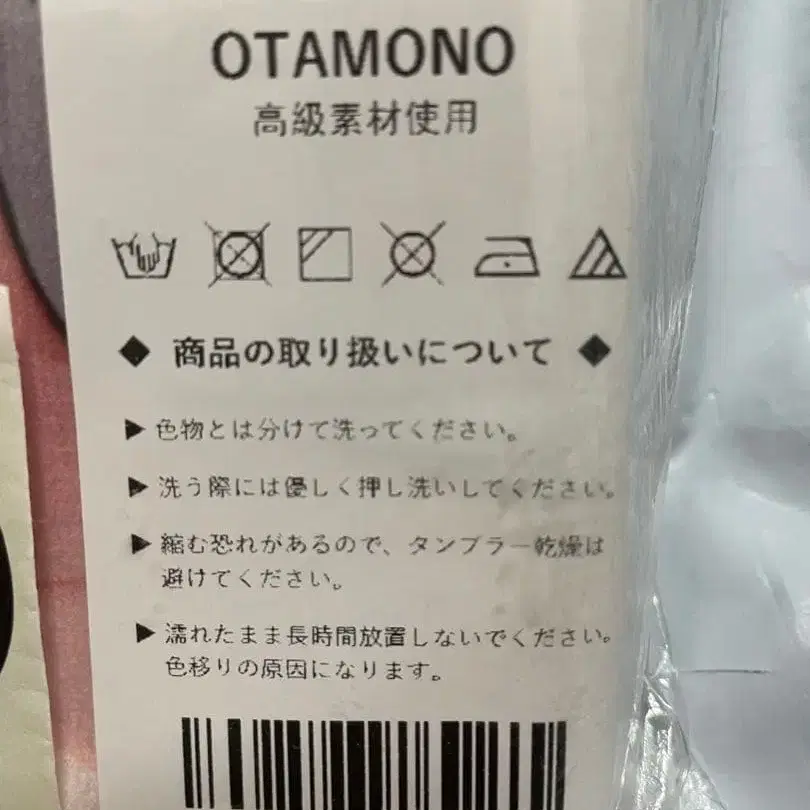 OTAMONO
高級素材使用
◆ 商品の取り扱いについて ◆
▶ 色物とは分けて洗ってください。
▶ 洗う際には優しく押し洗いしてください。
▶ 縮む恐れがあるので、タンブラー乾燥は
避けてください。
▶ 濡れたまま長時間放置しないでください。
色移りの原因になります。